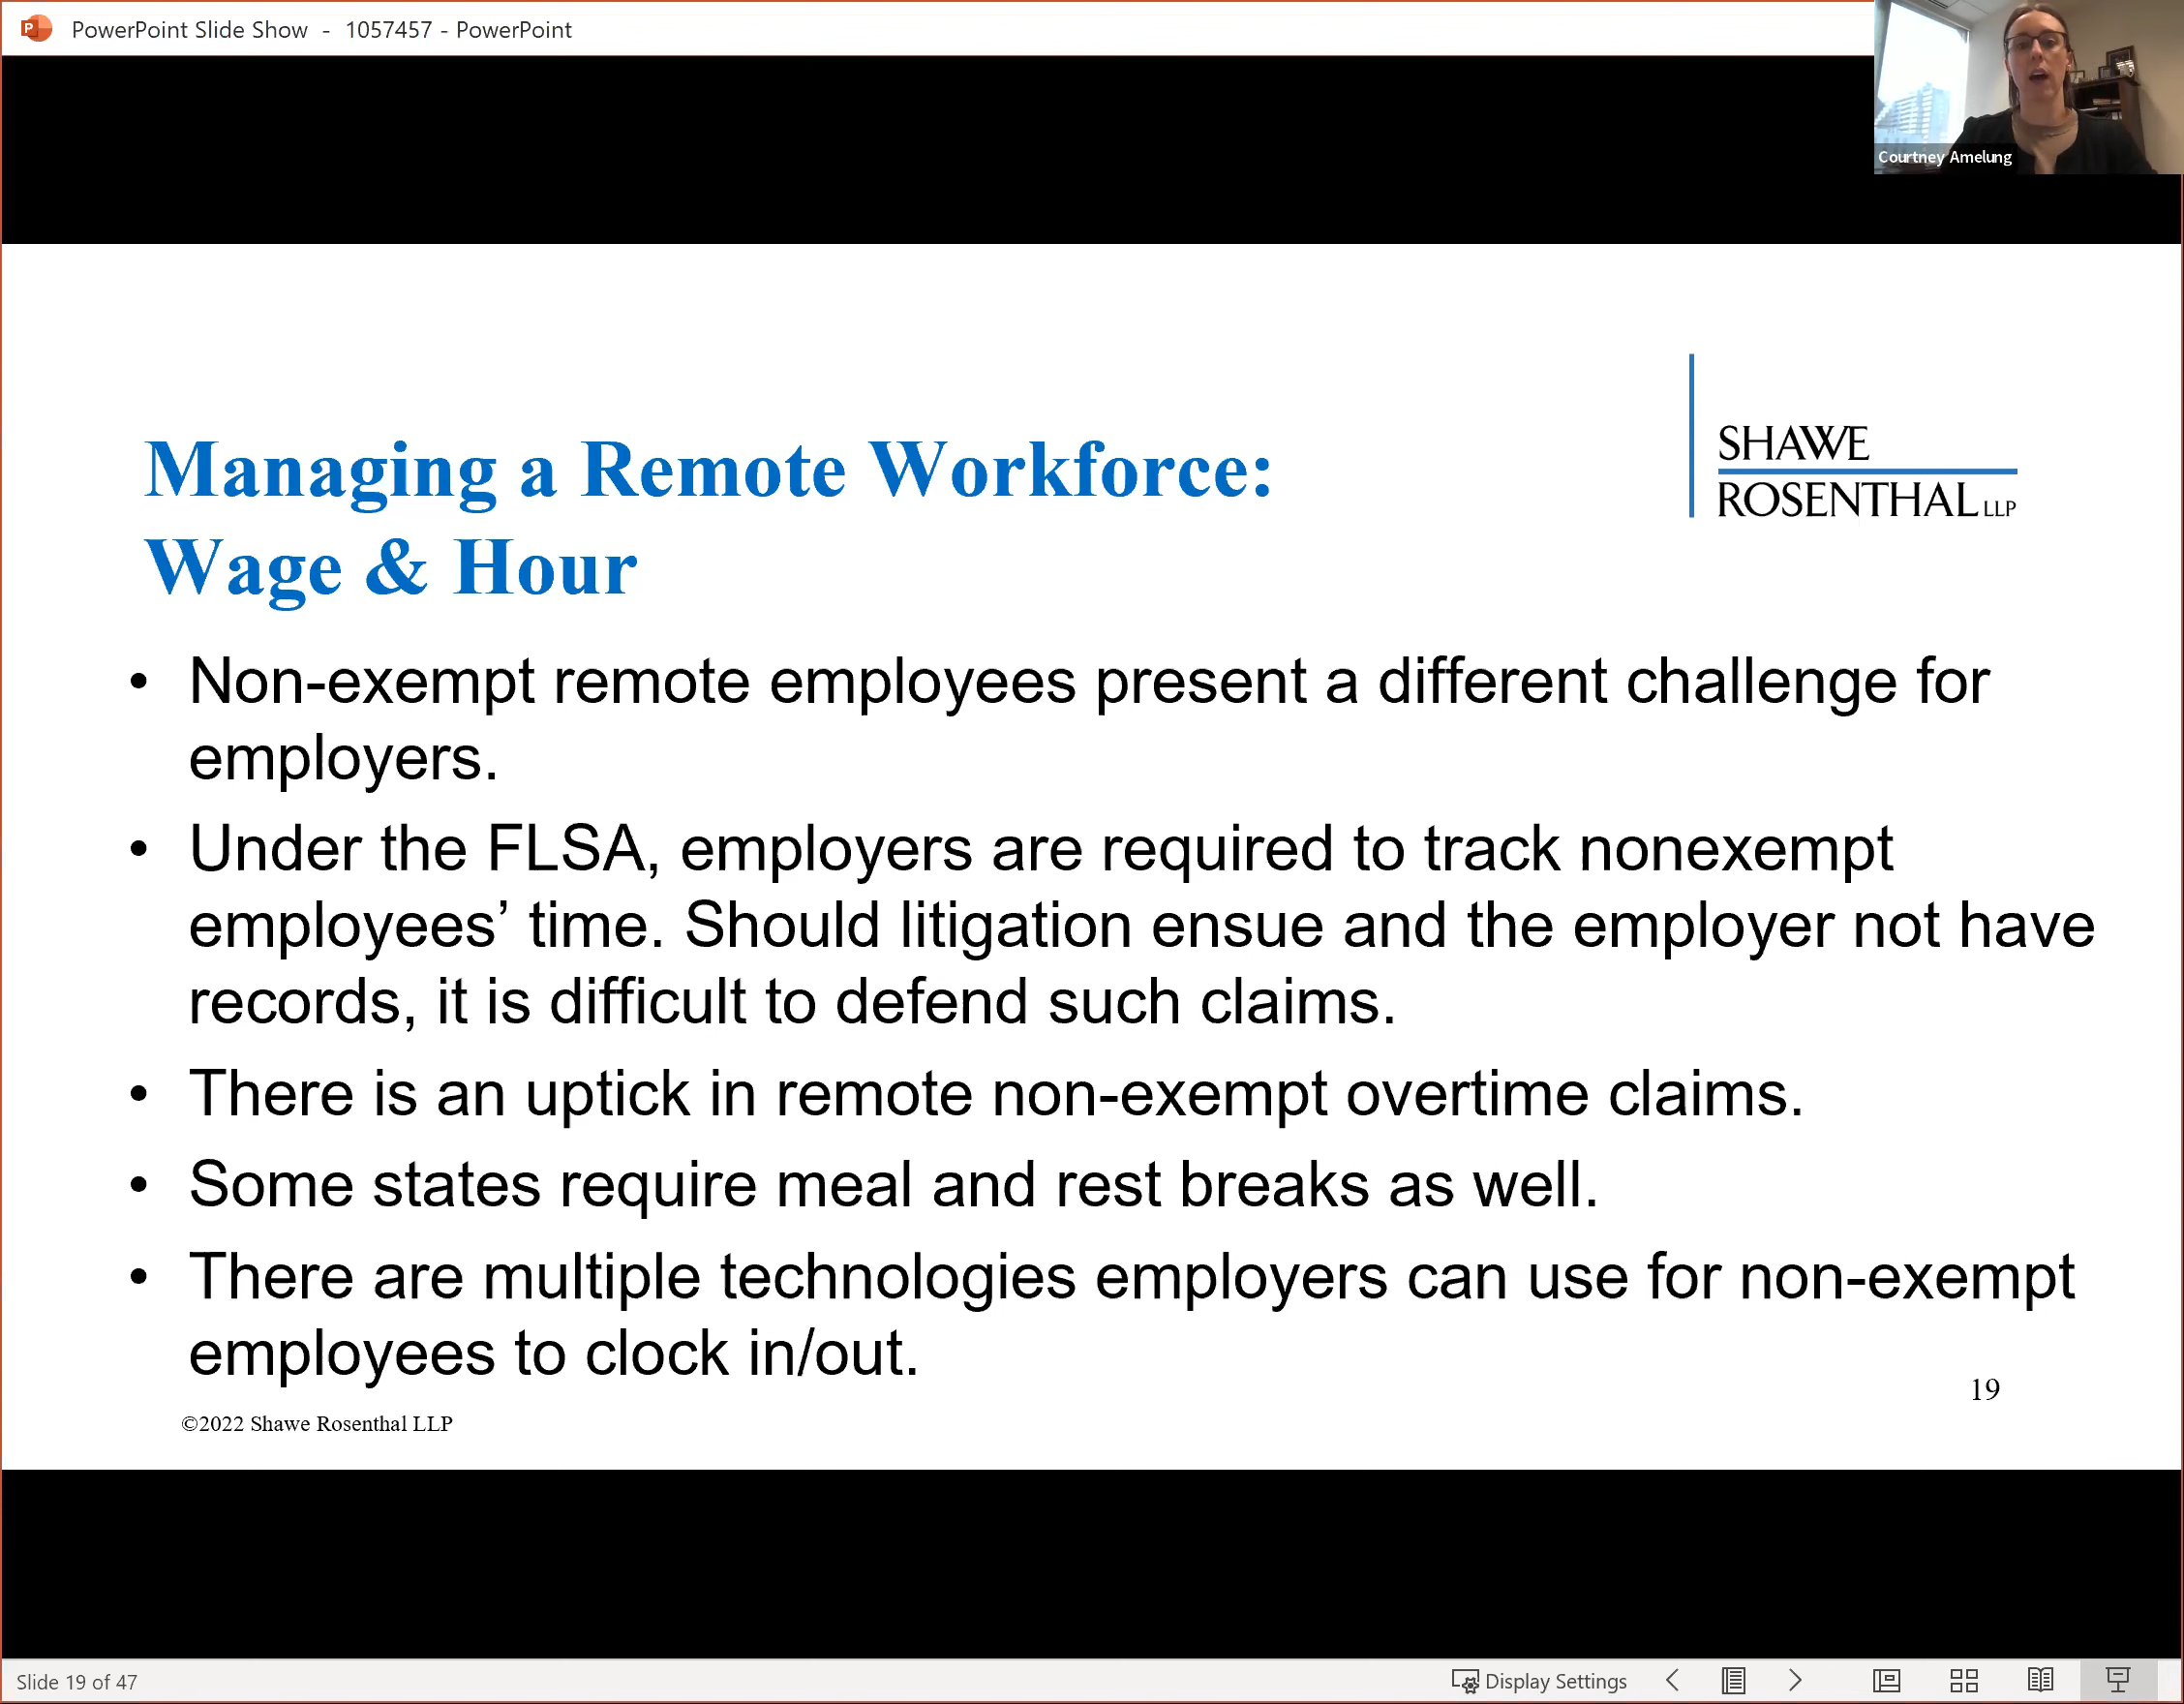 PowerPoint Slide Show - 1057457 - PowerPoint
Courtney Amelung
SHAWE
ROSENTHAL LLP
Managing a Remote Workforce:
Wage & Hour
• Non-exempt remote employees present a different challenge for
employers.
• Under the FLSA, employers are required to track nonexempt
employees’ time. Should litigation ensue and the employer not have
records, it is difficult to defend such claims.
• There is an uptick in remote non-exempt overtime claims.
• Some states require meal and rest breaks as well.
• There are multiple technologies employers can use for non-exempt
employees to clock in/out.
19
©2022 Shawe Rosenthal LLP
Slide 19 of 47
Display Settings